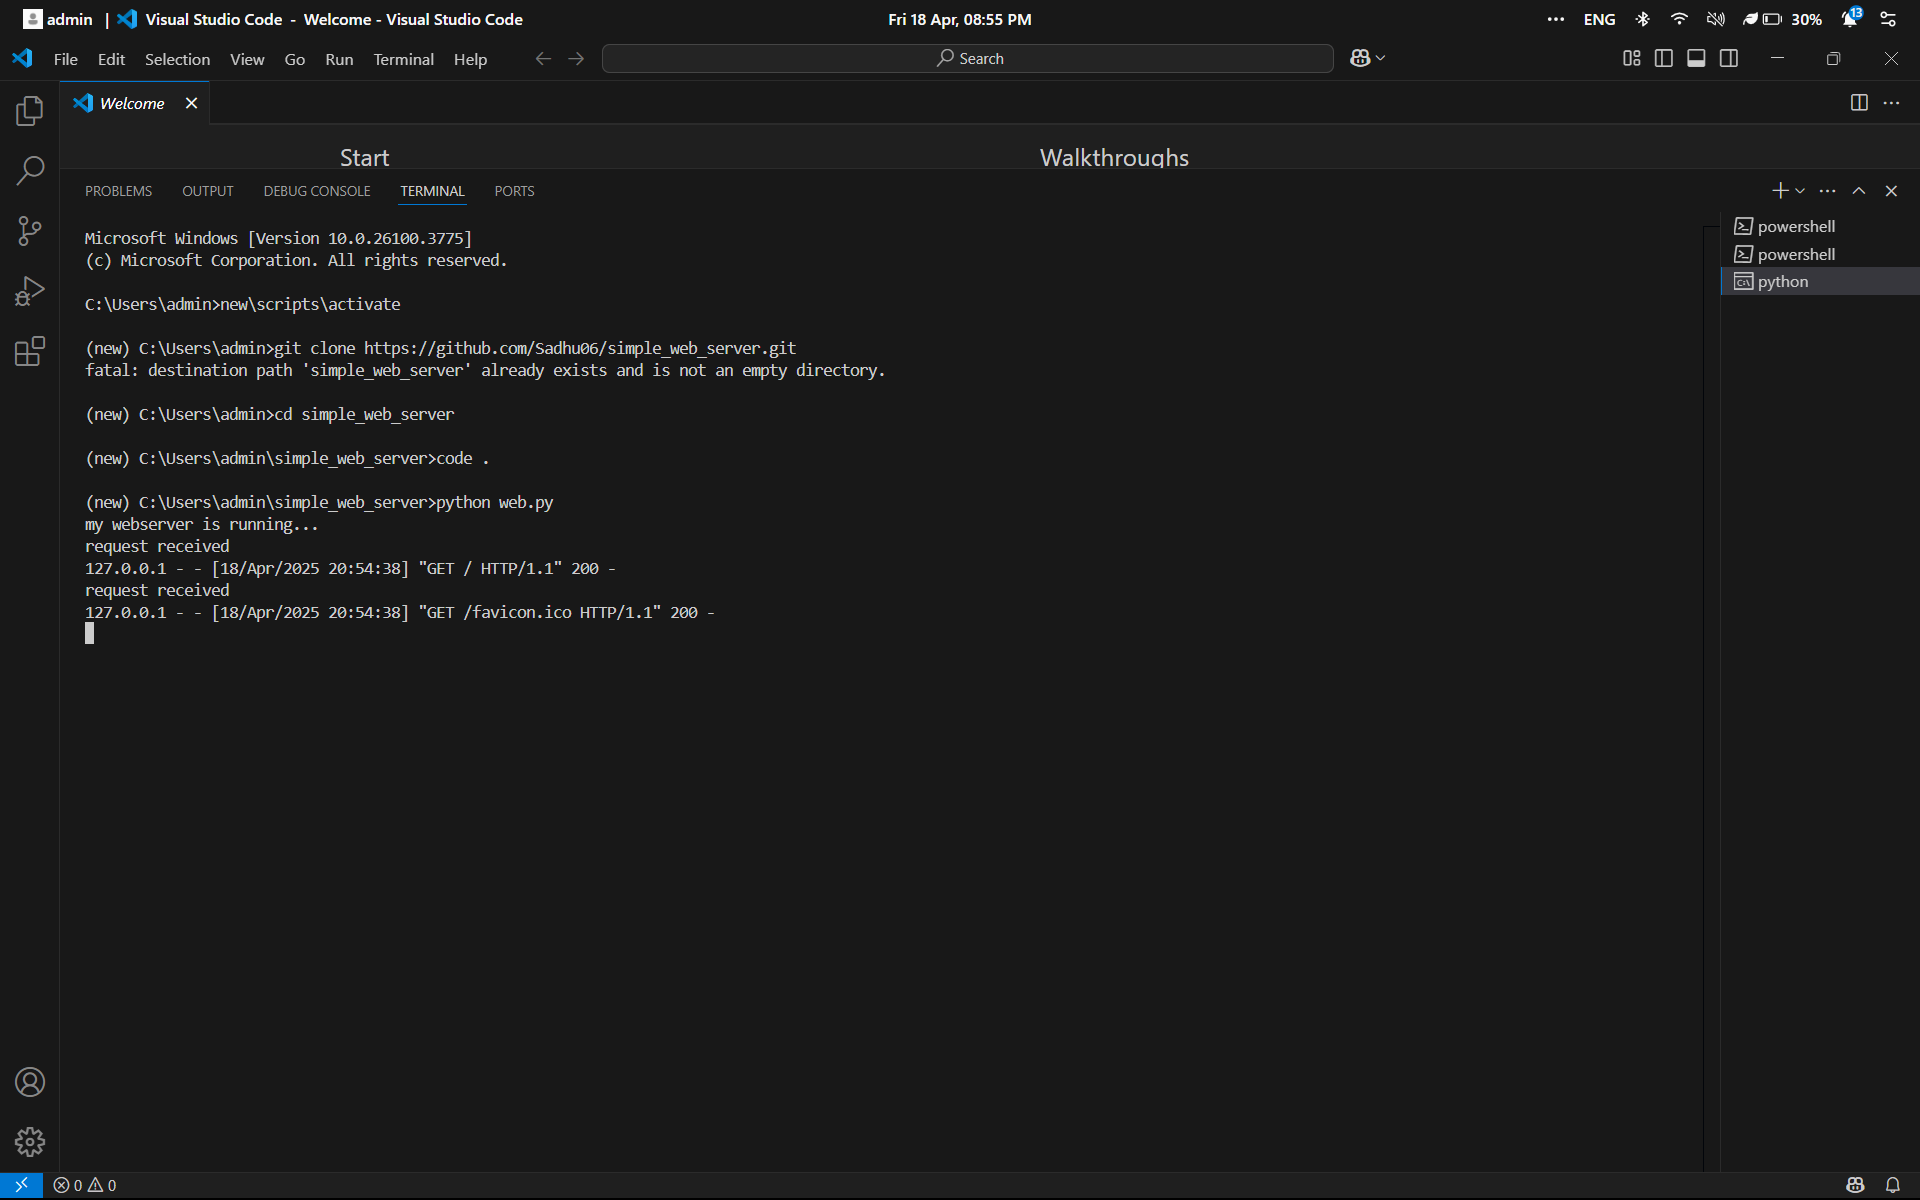 admin | Visual Studio Code - Welcome - Visual Studio Code
Fri 18 Apr, 08:55 PM
ENG
30%
13
File Edit Selection View Go Run Terminal Help
Search
Welcome
Start
Walkthroughs
PROBLEMS OUTPUT DEBUG CONSOLE TERMINAL PORTS
Microsoft Windows [Version 10.0.26100.3775]
(c) Microsoft Corporation. All rights reserved.
C:\Users\admin>new\scripts\activate
(new) C:\Users\admin>git clone https://github.com/Sadhu06/simple_web_server.git
fatal: destination path 'simple_web_server' already exists and is not an empty directory.
(new) C:\Users\admin>cd simple_web_server
(new) C:\Users\admin\simple_web_server>code .
(new) C:\Users\admin\simple_web_server>python web.py
my webserver is running...
request received
127.0.0.1 - - [18/Apr/2025 20:54:38] "GET / HTTP/1.1" 200 -
request received
127.0.0.1 - - [18/Apr/2025 20:54:38] "GET /favicon.ico HTTP/1.1" 200 -
powershell
powershell
python
0 0